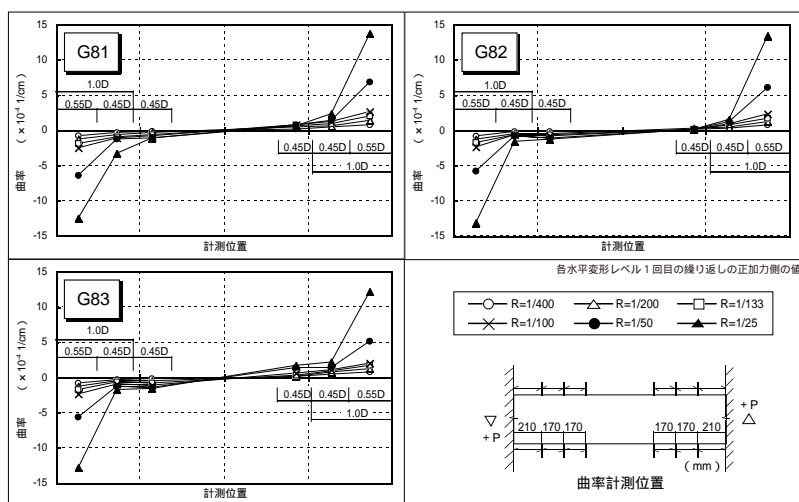 15
10
5
0
-5
-10
-15
曲率 （×10⁻⁴ 1/cm）
G81
1.0D
0.55D 0.45D 0.45D
0.45D 0.45D 0.55D
1.0D
計測位置
15
10
5
0
-5
-10
-15
曲率 （×10⁻⁴ 1/cm）
G82
1.0D
0.55D 0.45D 0.45D
0.45D 0.45D 0.55D
1.0D
計測位置
15
10
5
0
-5
-10
-15
曲率 （×10⁻⁴ 1/cm）
G83
1.0D
0.55D 0.45D 0.45D
0.45D 0.45D 0.55D
1.0D
計測位置
各水平変形レベル1回目の繰り返しの正加力側の値
R=1/400 R=1/200 R=1/133
R=1/100 R=1/50 R=1/25
+P
+P
210 170 170 170 170 210
（mm）
曲率計測位置